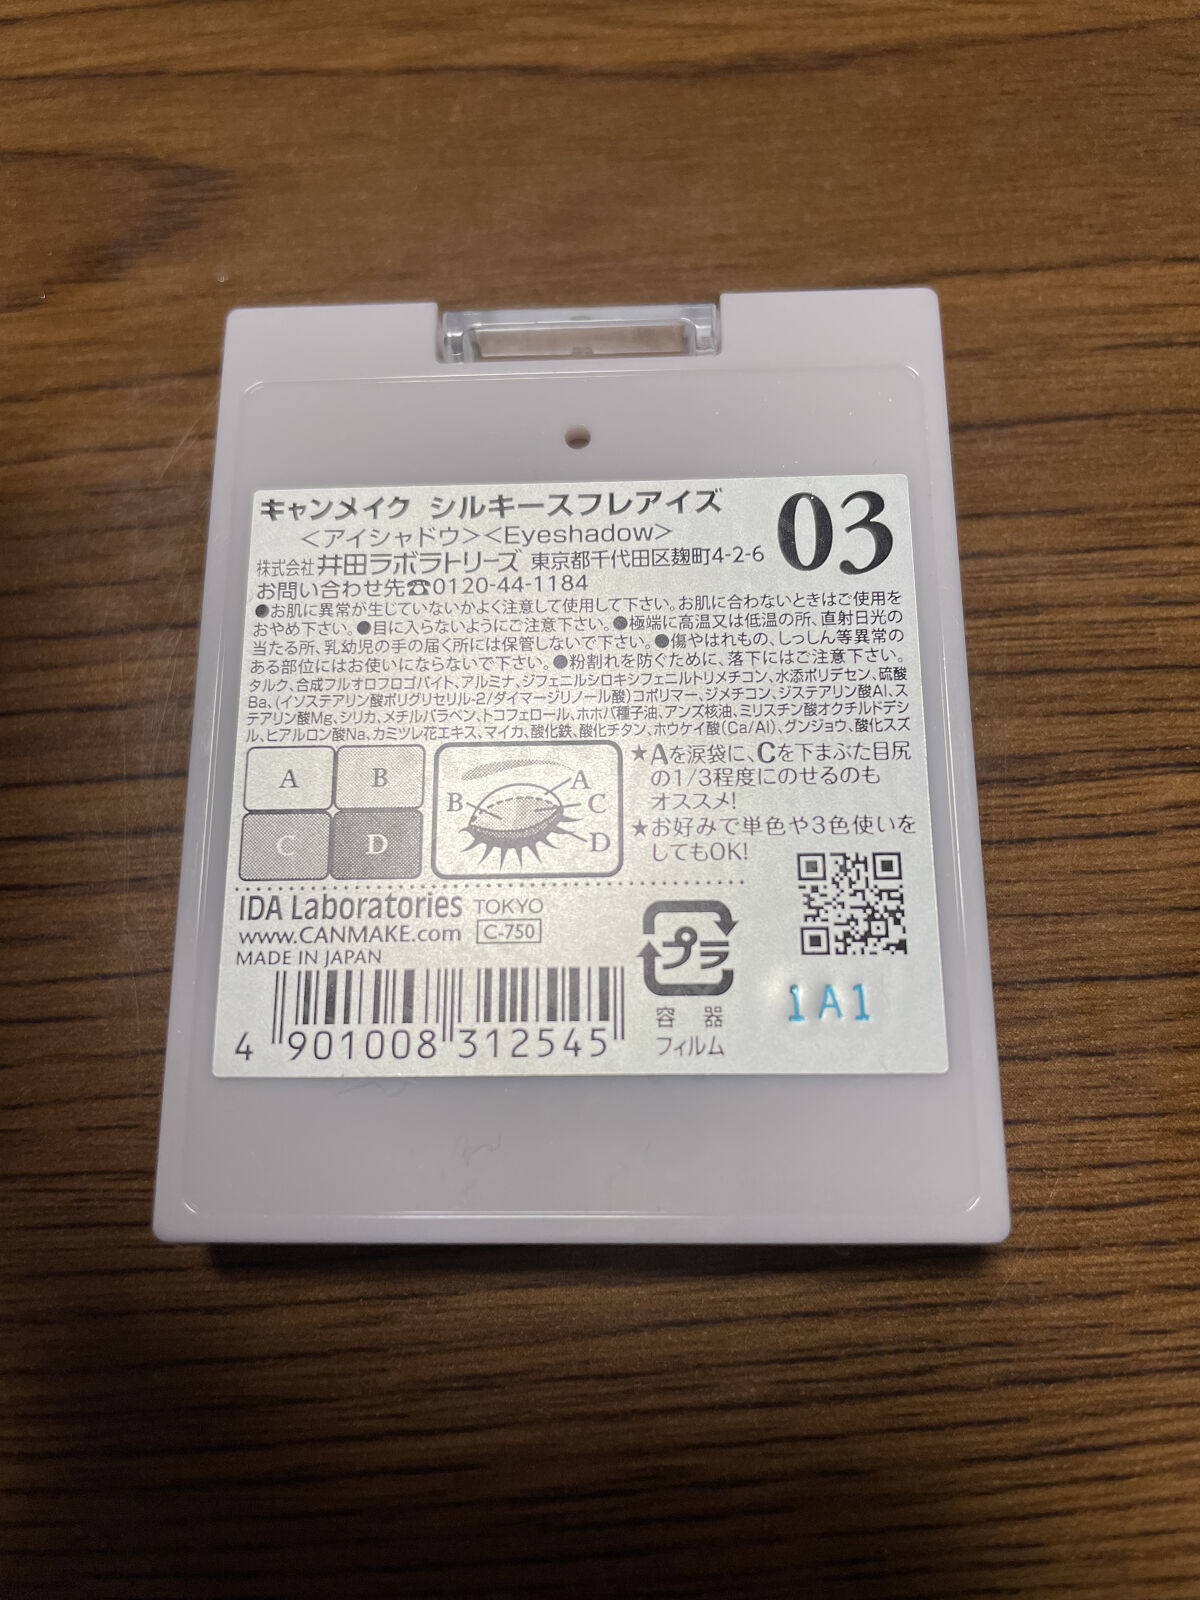 キャンメイク シルキースフレアイズ
03
<アイシャドウ><Eyeshadow>
株式会社 井田ラボラトリーズ 東京都千代田区麹町4-2-6
お問い合わせ先☎0120-44-1184
●お肌に異常が生じていないかよく注意して使用して下さい。お肌に合わないときはご使用を
おやめ下さい。●目に入らないようにご注意下さい。●極端に高温又は低温の所、直射日光の
当たる所、乳幼児の手の届く所には保管しないで下さい。●傷やはれもの、しっしん等異常の
ある部位にはお使いにならないで下さい。●粉割れを防ぐために、落下にはご注意下さい。
タルク、合成フルオロフロゴパイト、アルミナ、ジフェニルシロキシフェニルトリメチコン、水添ポリデセン、硫酸
Ba、(イソステアリン酸ポリグリセリル-2/ダイマージリノール酸)コポリマー、ジメチコン、ジステアリン酸Al、ス
テアリン酸Mg、シリカ、メチルパラベン、トコフェロール、ホホバ種子油、アンズ核油、ミリスチン酸オクチルドデシ
ル、ヒアルロン酸Na、カミツレ花エキス、マイカ、酸化鉄、酸化チタン、ホウケイ酸(Ca/Al)、グンジョウ、酸化スズ
A B
C D
B A
C
D
★Aを涙袋に、Cを下まぶた目尻
の1/3程度にのせるのも
オススメ!
★お好みで単色や3色使いを
してもOK!
IDA Laboratories TOKYO
www.CANMAKE.com C-750
MADE IN JAPAN
4 901008 312545
プラ
容器
フィルム
1A1